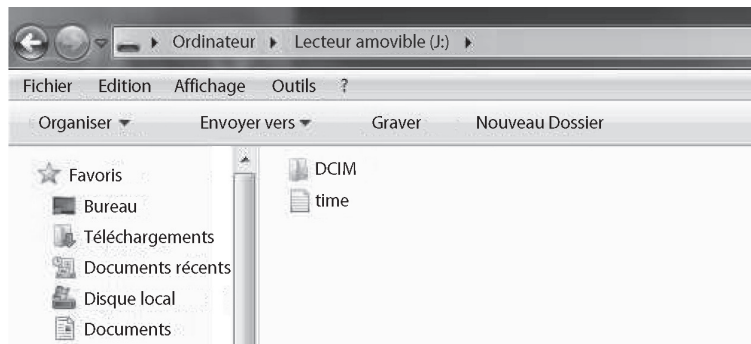 Ordinateur Lecteur amovible (J:)
Fichier Edition Affichage Outils ?
Organiser Envoyer vers Graver Nouveau Dossier
Favoris
Bureau
Téléchargements
Documents récents
Disque local
Documents
DCIM
time